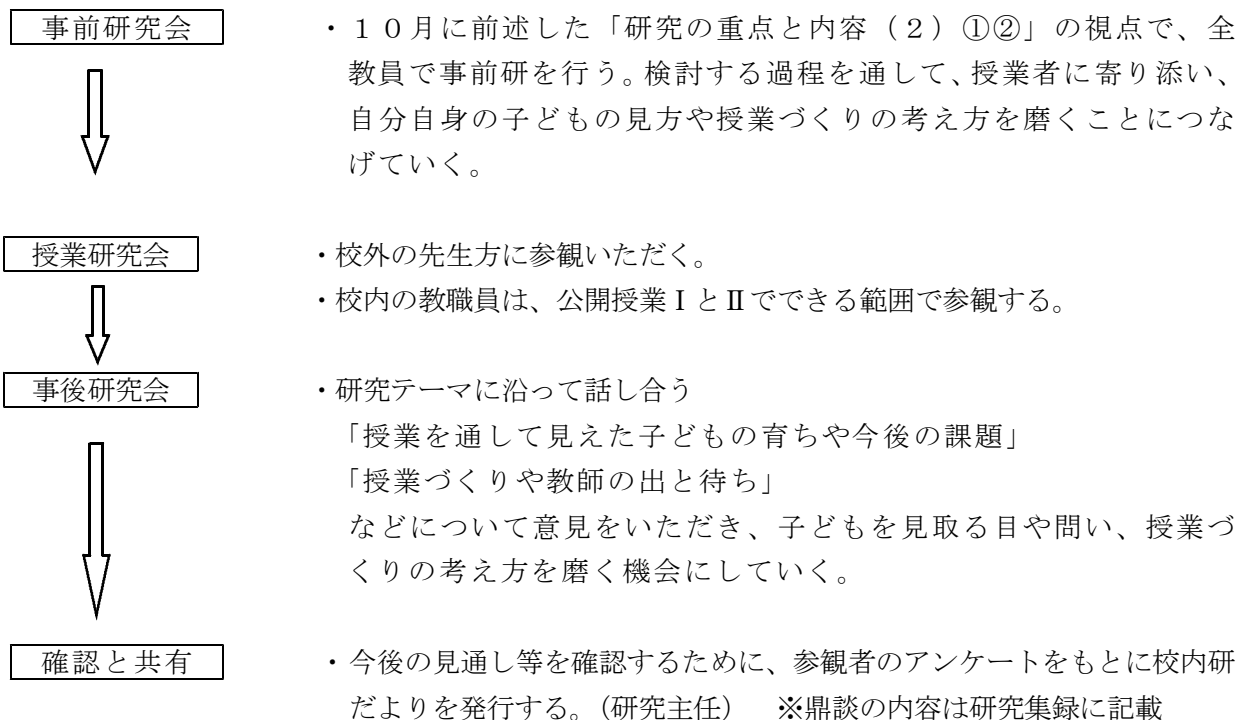 事前研究会
・１０月に前述した「研究の重点と内容（２）①②」の視点で、全
教員で事前研を行う。検討する過程を通して、授業者に寄り添い、
自分自身の子どもの見方や授業づくりの考え方を磨くことにつな
げていく。
授業研究会
・校外の先生方に参観いただく。
・校内の教職員は、公開授業ⅠとⅡでできる範囲で参観する。
事後研究会
・研究テーマに沿って話し合う
「授業を通して見えた子どもの育ちや今後の課題」
「授業づくりや教師の出と待ち」
などについて意見をいただき、子どもを見取る目や問い、授業づ
くりの考え方を磨く機会にしていく。
確認と共有
・今後の見通し等を確認するために、参観者のアンケートをもとに校内研
だよりを発行する。（研究主任）　※鼎談の内容は研究集録に記載